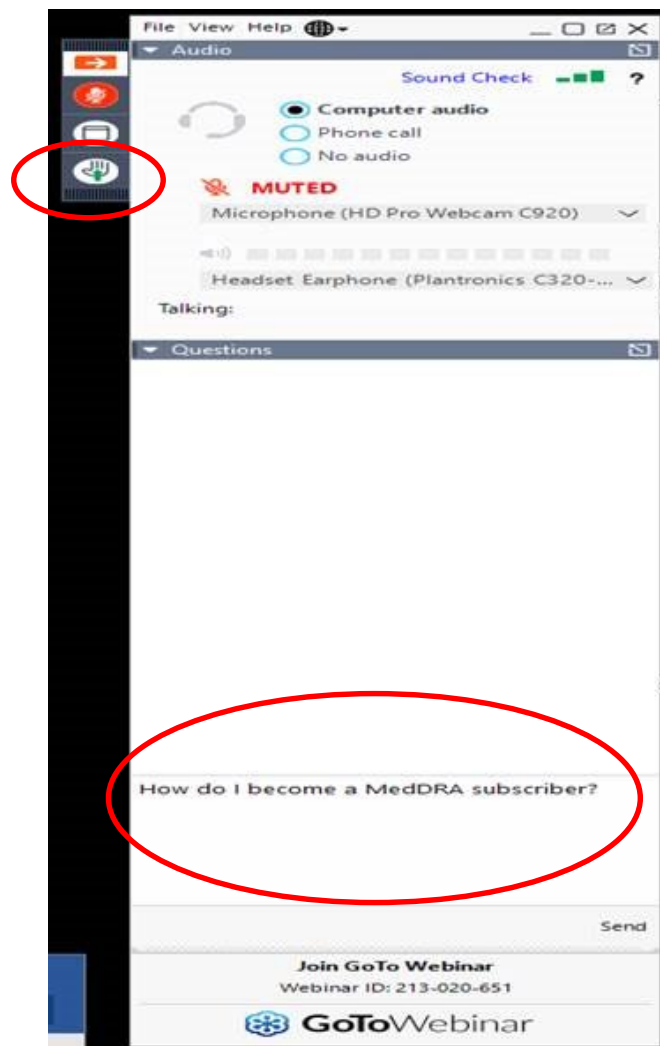 File View Help
Audio
Sound Check ?
Computer audio
Phone call
No audio
MUTED
Microphone (HD Pro Webcam C920)
Headset Earphone (Plantronics C320-...
Talking:
Questions
How do I become a MedDRA subscriber?
Send
Join GoTo Webinar
Webinar ID: 213-020-651
GoToWebinar